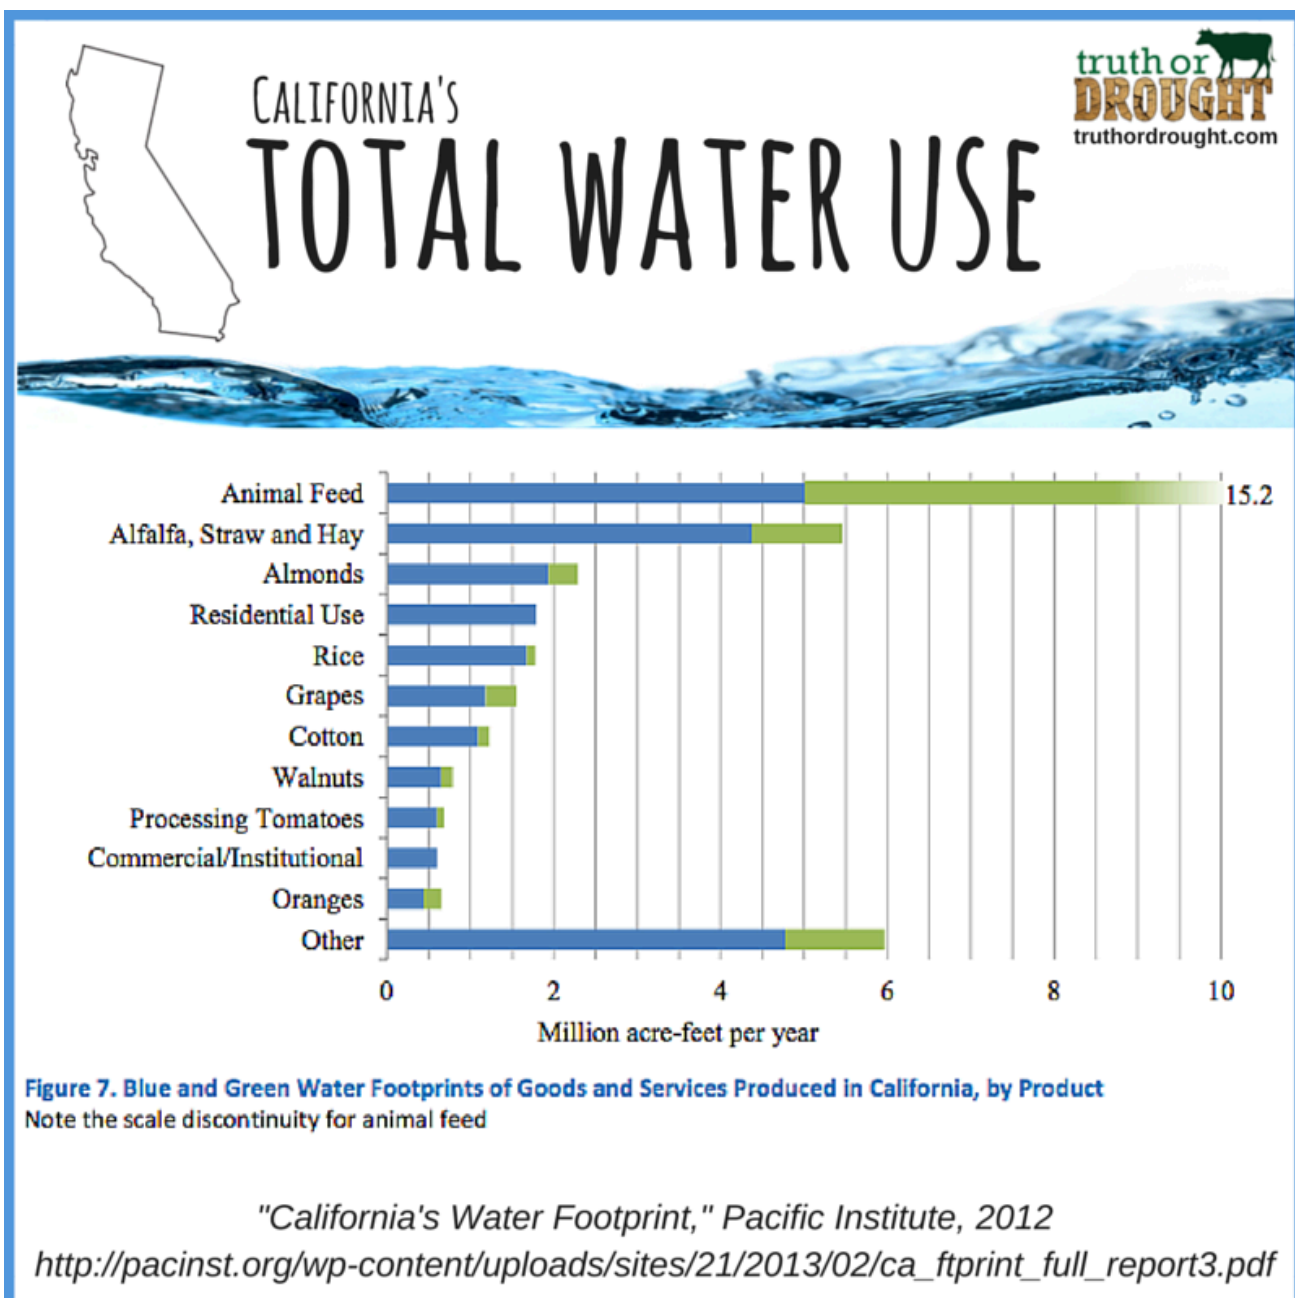 CALIFORNIA'S
TOTAL WATER USE
truth or
DROUGHT
truthordrought.com
Animal Feed
15.2
Alfalfa, Straw and Hay
Almonds
Residential Use
Rice
Grapes
Cotton
Walnuts
Processing Tomatoes
Commercial/Institutional
Oranges
Other
0 2 4 6 8 10
Million acre-feet per year
Figure 7. Blue and Green Water Footprints of Goods and Services Produced in California, by Product
Note the scale discontinuity for animal feed
"California's Water Footprint," Pacific Institute, 2012
http://pacinst.org/wp-content/uploads/sites/21/2013/02/ca_ftprint_full_report3.pdf